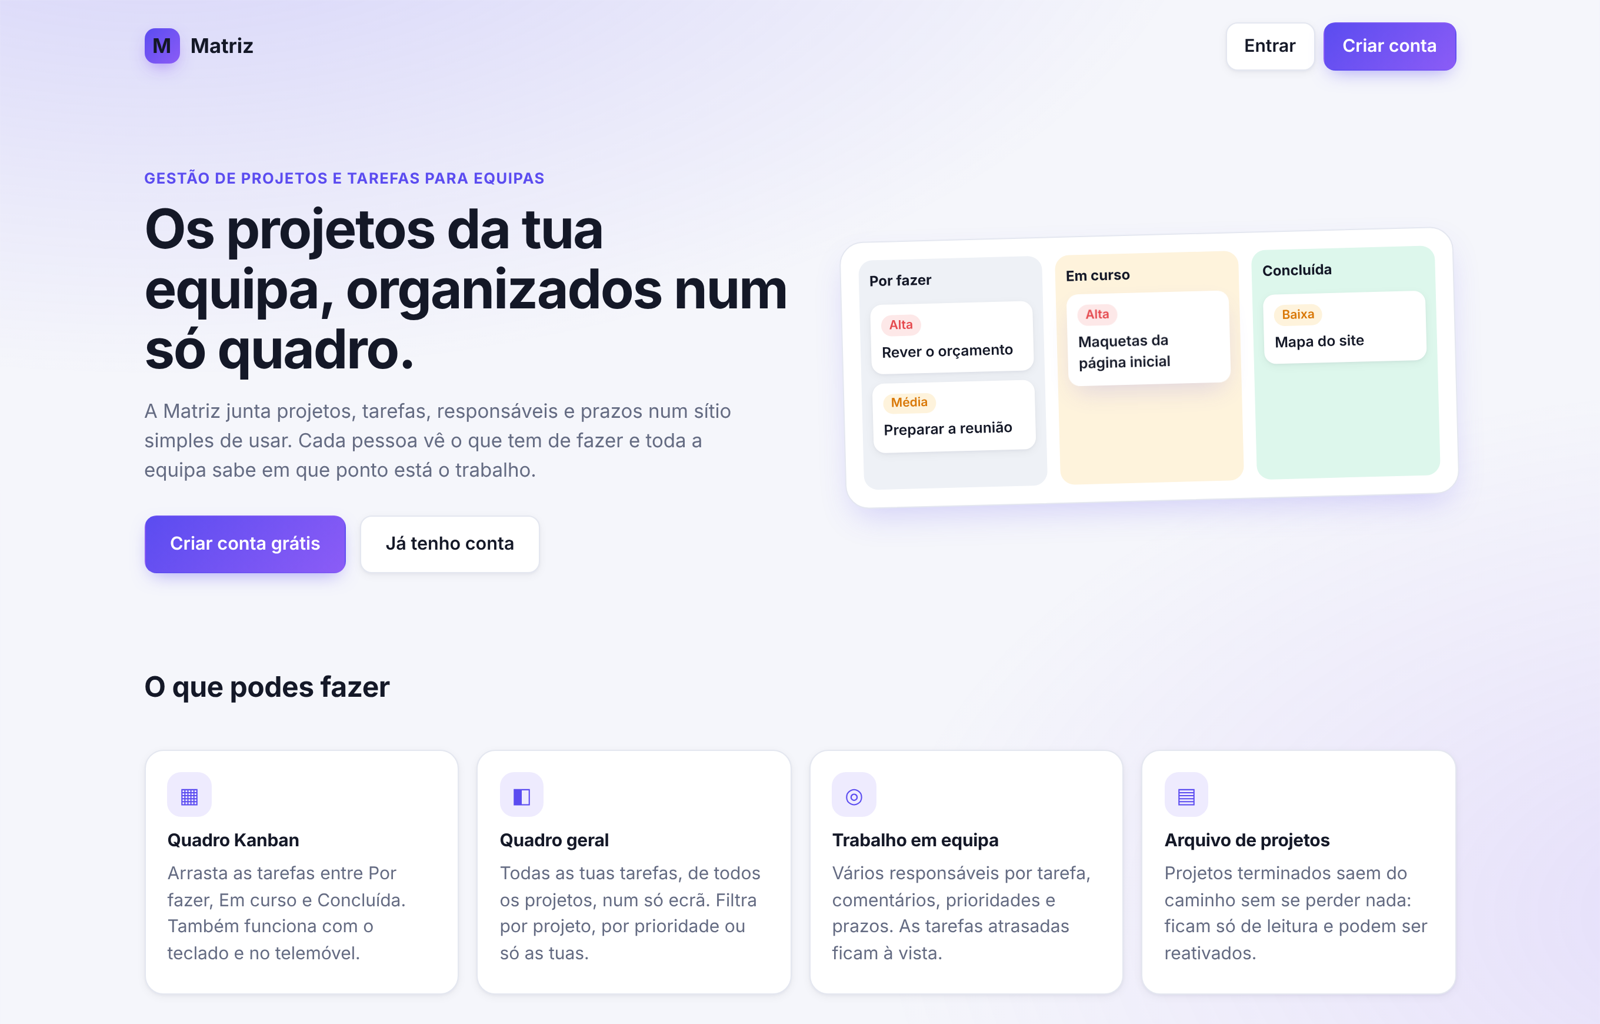 M Matriz
Entrar
Criar conta
GESTÃO DE PROJETOS E TAREFAS PARA EQUIPAS
Os projetos da tua
equipa, organizados num
só quadro.
A Matriz junta projetos, tarefas, responsáveis e prazos num sítio
simples de usar. Cada pessoa vê o que tem de fazer e toda a
equipa sabe em que ponto está o trabalho.
Criar conta grátis
Já tenho conta
Por fazer
Alta
Rever o orçamento
Média
Preparar a reunião
Em curso
Alta
Maquetas da
página inicial
Concluída
Baixa
Mapa do site
O que podes fazer
Quadro Kanban
Arrasta as tarefas entre Por
fazer, Em curso e Concluída.
Também funciona com o
teclado e no telemóvel.
Quadro geral
Todas as tuas tarefas, de todos
os projetos, num só ecrã. Filtra
por projeto, por prioridade ou
só as tuas.
Trabalho em equipa
Vários responsáveis por tarefa,
comentários, prioridades e
prazos. As tarefas atrasadas
ficam à vista.
Arquivo de projetos
Projetos terminados saem do
caminho sem se perder nada:
ficam só de leitura e podem ser
reativados.